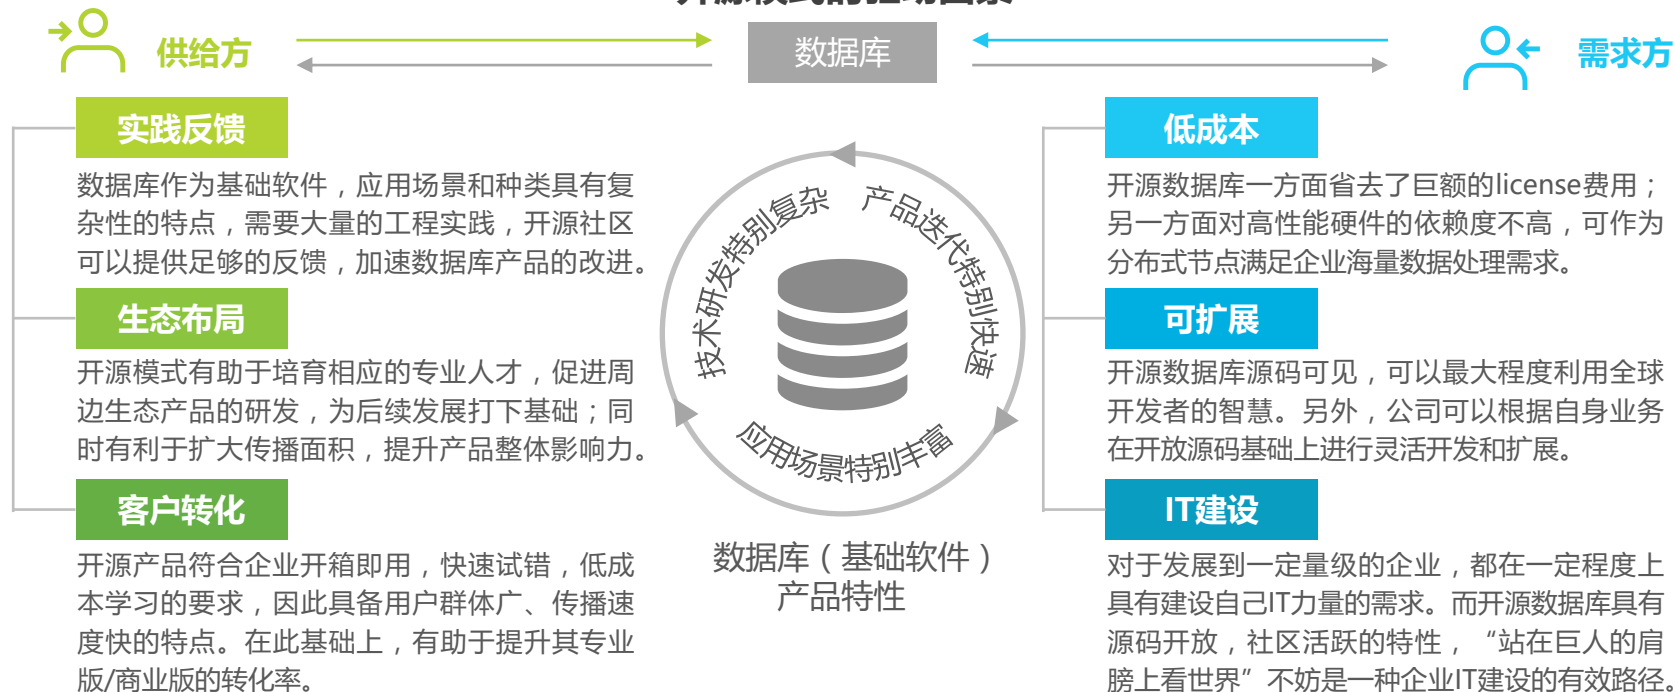 开源模式的驱动因素
供给方
数据库
需求方
实践反馈
数据库作为基础软件，应用场景和种类具有复
杂性的特点，需要大量的工程实践，开源社区
可以提供足够的反馈，加速数据库产品的改进。
生态布局
开源模式有助于培育相应的专业人才，促进周
边生态产品的研发，为后续发展打下基础；同
时有利于扩大传播面积，提升产品整体影响力。
客户转化
开源产品符合企业开箱即用，快速试错，低成
本学习的要求，因此具备用户群体广、传播速
度快的特点。在此基础上，有助于提升其专业
版/商业版的转化率。
技术研发特别复杂
产品迭代特别快速
应用场景特别丰富
数据库（基础软件）
产品特性
低成本
开源数据库一方面省去了巨额的license费用；
另一方面对高性能硬件的依赖度不高，可作为
分布式节点满足企业海量数据处理需求。
可扩展
开源数据库源码可见，可以最大程度利用全球
开发者的智慧。另外，公司可以根据自身业务
在开放源码基础上进行灵活开发和扩展。
IT建设
对于发展到一定量级的企业，都在一定程度上
具有建设自己IT力量的需求。而开源数据库具有
源码开放，社区活跃的特性，“站在巨人的肩
膀上看世界”不妨是一种企业IT建设的有效路径。